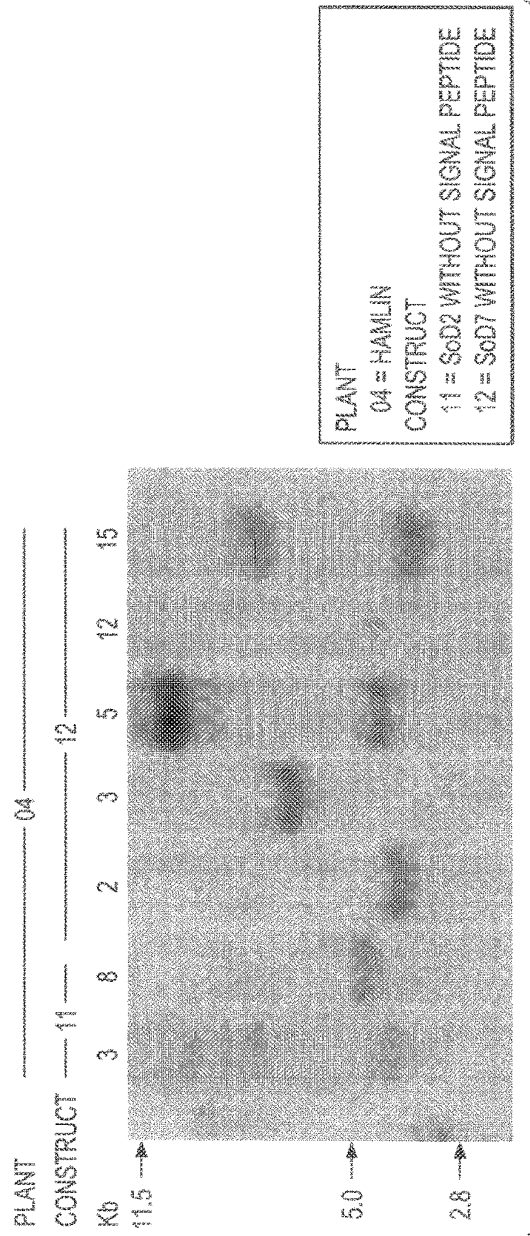 PLANT 04
CONSTRUCT 11 12
Kb 3 8 2 3 5 12 15
11.5
5.0
2.8
PLANT
04 = HAMLIN
CONSTRUCT
11 = SoD2 WITHOUT SIGNAL PEPTIDE
12 = SoD7 WITHOUT SIGNAL PEPTIDE